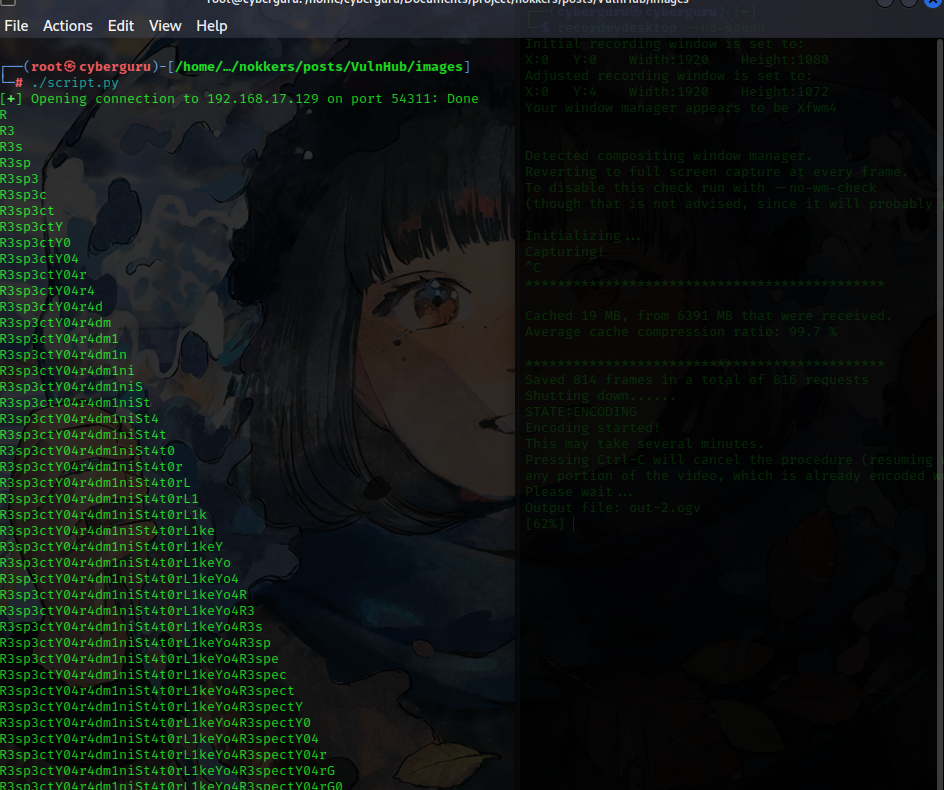 root@cyberguru: /home/cyberguru/Documents/project/nokkers/posts/VulnHub/images
File Actions Edit View Help
┌──(root㉿cyberguru)-[/home/…/nokkers/posts/VulnHub/images]
└─# ./script.py
[+] Opening connection to 192.168.17.129 on port 54311: Done
R
R3
R3s
R3sp
R3sp3
R3sp3c
R3sp3ct
R3sp3ctY
R3sp3ctY0
R3sp3ctY04
R3sp3ctY04r
R3sp3ctY04r4
R3sp3ctY04r4d
R3sp3ctY04r4dm
R3sp3ctY04r4dm1
R3sp3ctY04r4dm1n
R3sp3ctY04r4dm1ni
R3sp3ctY04r4dm1niS
R3sp3ctY04r4dm1niSt
R3sp3ctY04r4dm1niSt4
R3sp3ctY04r4dm1niSt4t
R3sp3ctY04r4dm1niSt4t0
R3sp3ctY04r4dm1niSt4t0r
R3sp3ctY04r4dm1niSt4t0rL
R3sp3ctY04r4dm1niSt4t0rL1
R3sp3ctY04r4dm1niSt4t0rL1k
R3sp3ctY04r4dm1niSt4t0rL1ke
R3sp3ctY04r4dm1niSt4t0rL1keY
R3sp3ctY04r4dm1niSt4t0rL1keYo
R3sp3ctY04r4dm1niSt4t0rL1keYo4
R3sp3ctY04r4dm1niSt4t0rL1keYo4R
R3sp3ctY04r4dm1niSt4t0rL1keYo4R3
R3sp3ctY04r4dm1niSt4t0rL1keYo4R3s
R3sp3ctY04r4dm1niSt4t0rL1keYo4R3sp
R3sp3ctY04r4dm1niSt4t0rL1keYo4R3spe
R3sp3ctY04r4dm1niSt4t0rL1keYo4R3spec
R3sp3ctY04r4dm1niSt4t0rL1keYo4R3spect
R3sp3ctY04r4dm1niSt4t0rL1keYo4R3spectY
R3sp3ctY04r4dm1niSt4t0rL1keYo4R3spectY0
R3sp3ctY04r4dm1niSt4t0rL1keYo4R3spectY04
R3sp3ctY04r4dm1niSt4t0rL1keYo4R3spectY04r
R3sp3ctY04r4dm1niSt4t0rL1keYo4R3spectY04rG
R3sp3ctY04r4dm1niSt4t0rL1keYo4R3spectY04rG0
┌──(cyberguru㉿cyberguru)-[~]
└─$ recordmydesktop --no-sound
Initial recording window is set to:
X:0 Y:0 Width:1920 Height:1080
Adjusted recording window is set to:
X:0 Y:4 Width:1920 Height:1072
Your window manager appears to be Xfwm4
Detected compositing window manager.
Reverting to full screen capture at every frame.
To disable this check run with --no-wm-check
(though that is not advised, since it will probably
Initializing...
Capturing!
^C
*********************************************
Cached 19 MB, from 6391 MB that were received.
Average cache compression ratio: 99.7 %
*********************************************
Saved 814 frames in a total of 816 requests
Shutting down......
STATE:ENCODING
Encoding started!
This may take several minutes.
Pressing Ctrl-C will cancel the procedure (resuming
any portion of the video, which is already encoded
Please wait...
Output file: out-2.ogv
[62%]